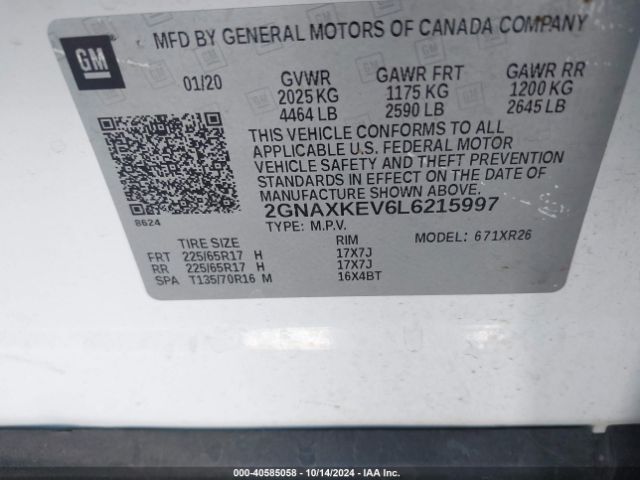 GM
MFD BY GENERAL MOTORS OF CANADA COMPANY
01/20 GVWR GAWR FRT GAWR RR
2025 KG 1175 KG 1200 KG
4464 LB 2590 LB 2645 LB
THIS VEHICLE CONFORMS TO ALL
APPLICABLE U.S. FEDERAL MOTOR
VEHICLE SAFETY AND THEFT PREVENTION
STANDARDS IN EFFECT ON THE DATE OF
MANUFACTURE SHOWN ABOVE.
8624
2GNAXKEV6L6215997
TYPE: M.P.V. MODEL: 671XR26
TIRE SIZE RIM
FRT 225/65R17 H 17X7J
RR 225/65R17 H 17X7J
SPA T135/70R16 M 16X4BT
000-40585058 - 10/14/2024 - IAA Inc.